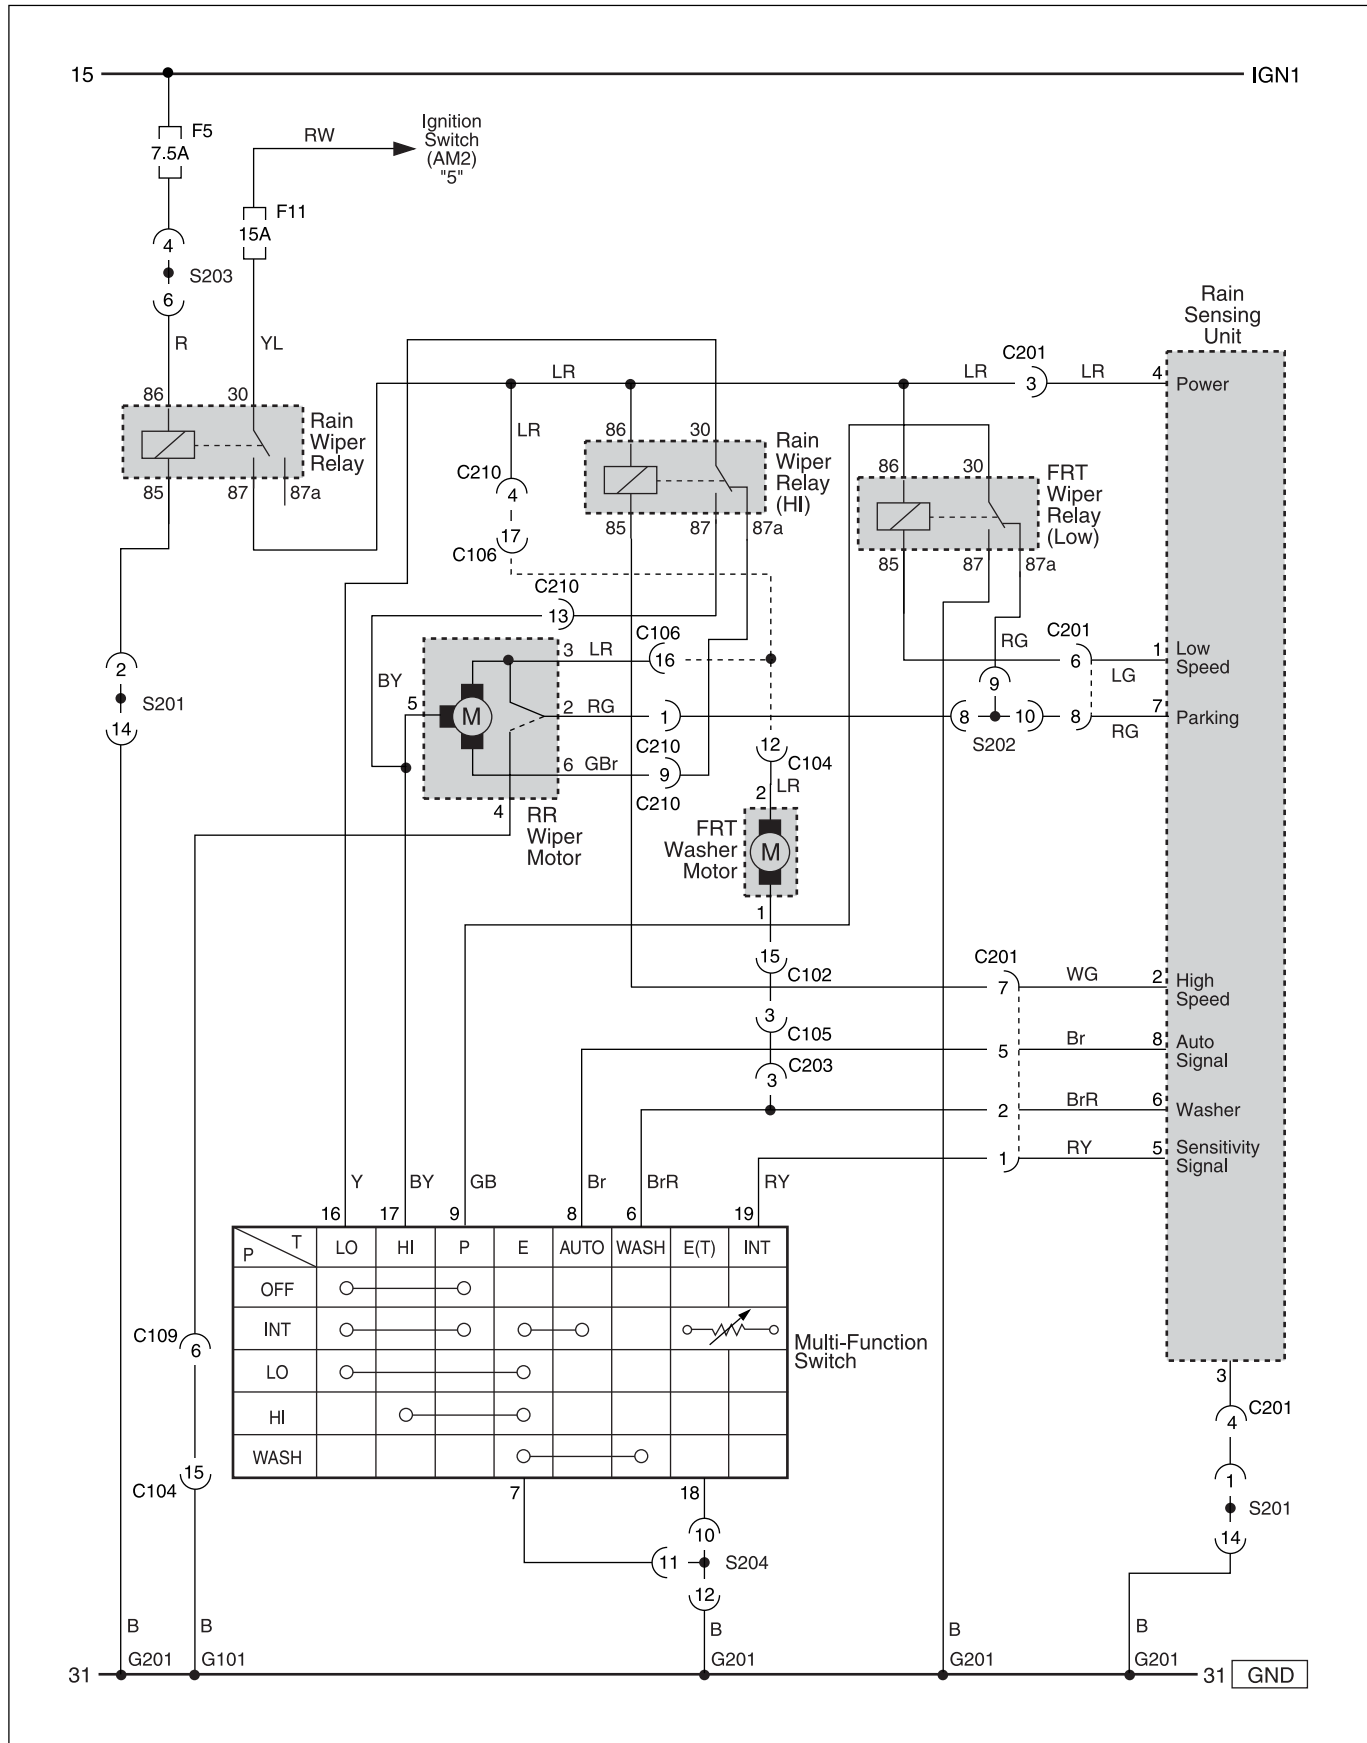 15
IGN1
F5
7.5A
RW
Ignition
Switch
(AM2)
"5"
F11
15A
4
S203
6
R
YL
Rain
Sensing
Unit
C201
LR
LR
3
LR
4
Power
86
30
Rain
Wiper
Relay
85
87
87a
LR
86
30
Rain
Wiper
Relay
(HI)
C210
4
17
C106
85
87
87a
86
30
FRT
Wiper
Relay
(Low)
85
87
87a
C210
13
C106
3
LR
16
RG
C201
6
LG
1
Low
Speed
2
S201
14
BY
5
M
2
RG
1
C210
9
8
S202
10
8
RG
7
Parking
6
GBr
9
C210
12
C104
4
RR
Wiper
Motor
2
LR
FRT
Washer
Motor
M
1
15
C102
C201
7
WG
2
High
Speed
3
C105
5
Br
8
Auto
Signal
C203
3
2
BrR
6
Washer
1
RY
5
Sensitivity
Signal
Y
BY
GB
Br
BrR
RY
16
17
9
8
6
19
P
T
LO
HI
P
E
AUTO
WASH
E(T)
INT
OFF
INT
LO
HI
WASH
Multi-Function
Switch
C109
6
15
C104
3
C201
4
1
S201
14
7
18
10
11
S204
12
B
B
B
B
B
31
G201
G101
G201
G201
G201
31
GND